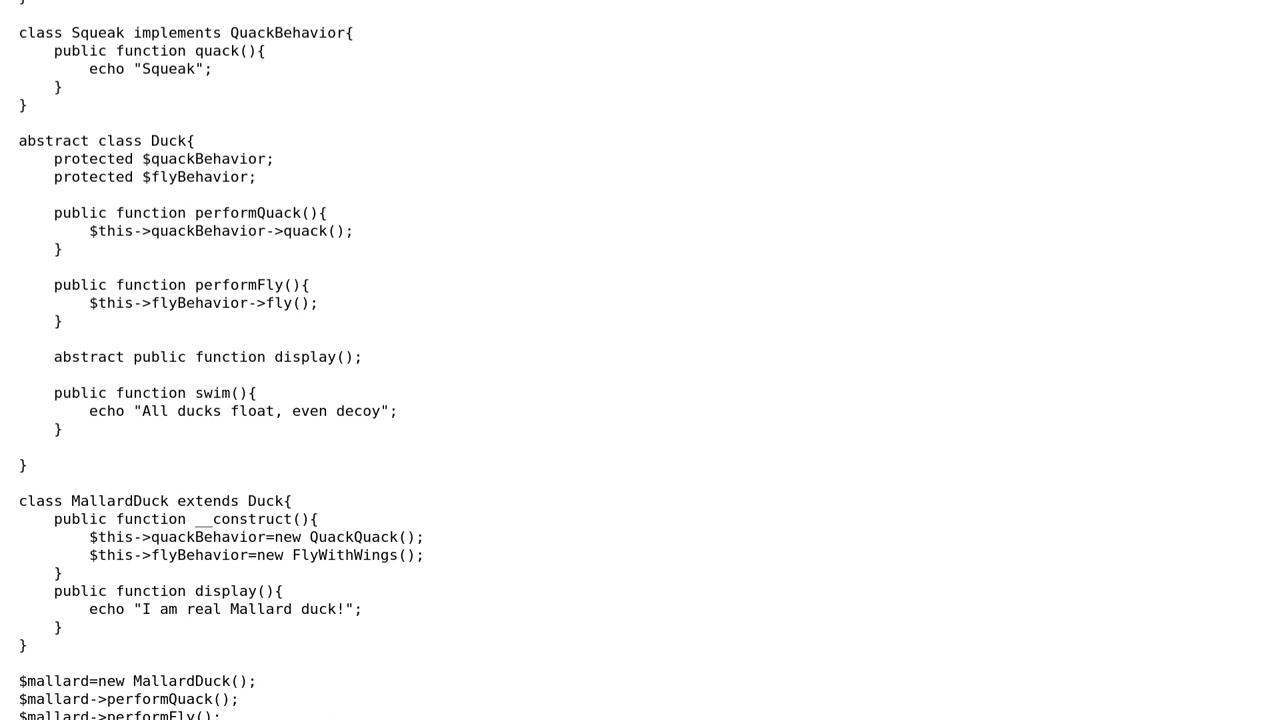 }
class Squeak implements QuackBehavior{
    public function quack(){
        echo "Squeak";
    }
}
abstract class Duck{
    protected $quackBehavior;
    protected $flyBehavior;
    public function performQuack(){
        $this->quackBehavior->quack();
    }
    public function performFly(){
        $this->flyBehavior->fly();
    }
    abstract public function display();
    public function swim(){
        echo "All ducks float, even decoy";
    }
}
class MallardDuck extends Duck{
    public function __construct(){
        $this->quackBehavior=new QuackQuack();
        $this->flyBehavior=new FlyWithWings();
    }
    public function display(){
        echo "I am real Mallard duck!";
    }
}
$mallard=new MallardDuck();
$mallard->performQuack();
$mallard->performFly();